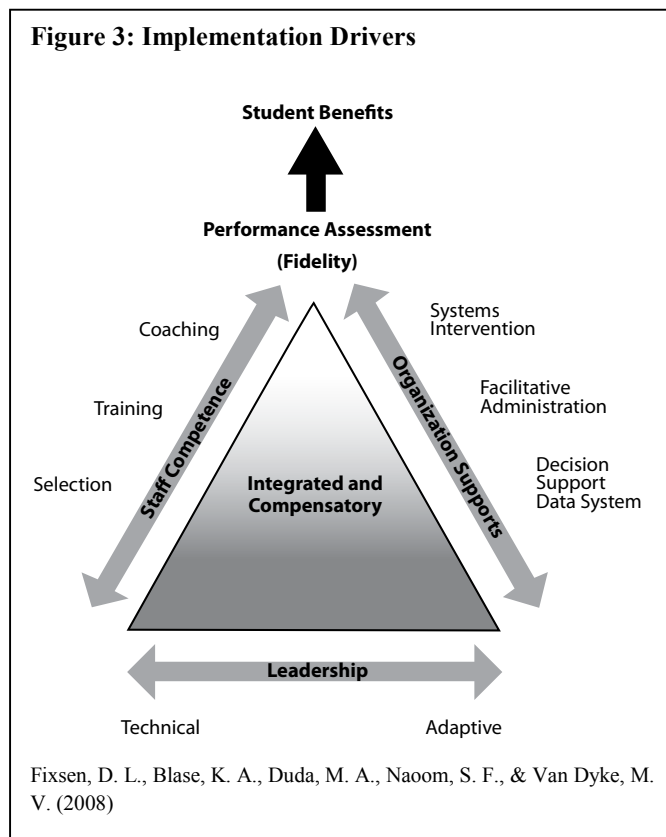 Figure 3: Implementation Drivers
Student Benefits
Performance Assessment
(Fidelity)
Coaching
Training
Selection
Staff Competence
Systems
Intervention
Facilitative
Administration
Decision
Support
Data System
Organization Supports
Integrated and
Compensatory
Leadership
Technical
Adaptive
Fixsen, D. L., Blase, K. A., Duda, M. A., Naoom, S. F., & Van Dyke, M.
V. (2008)